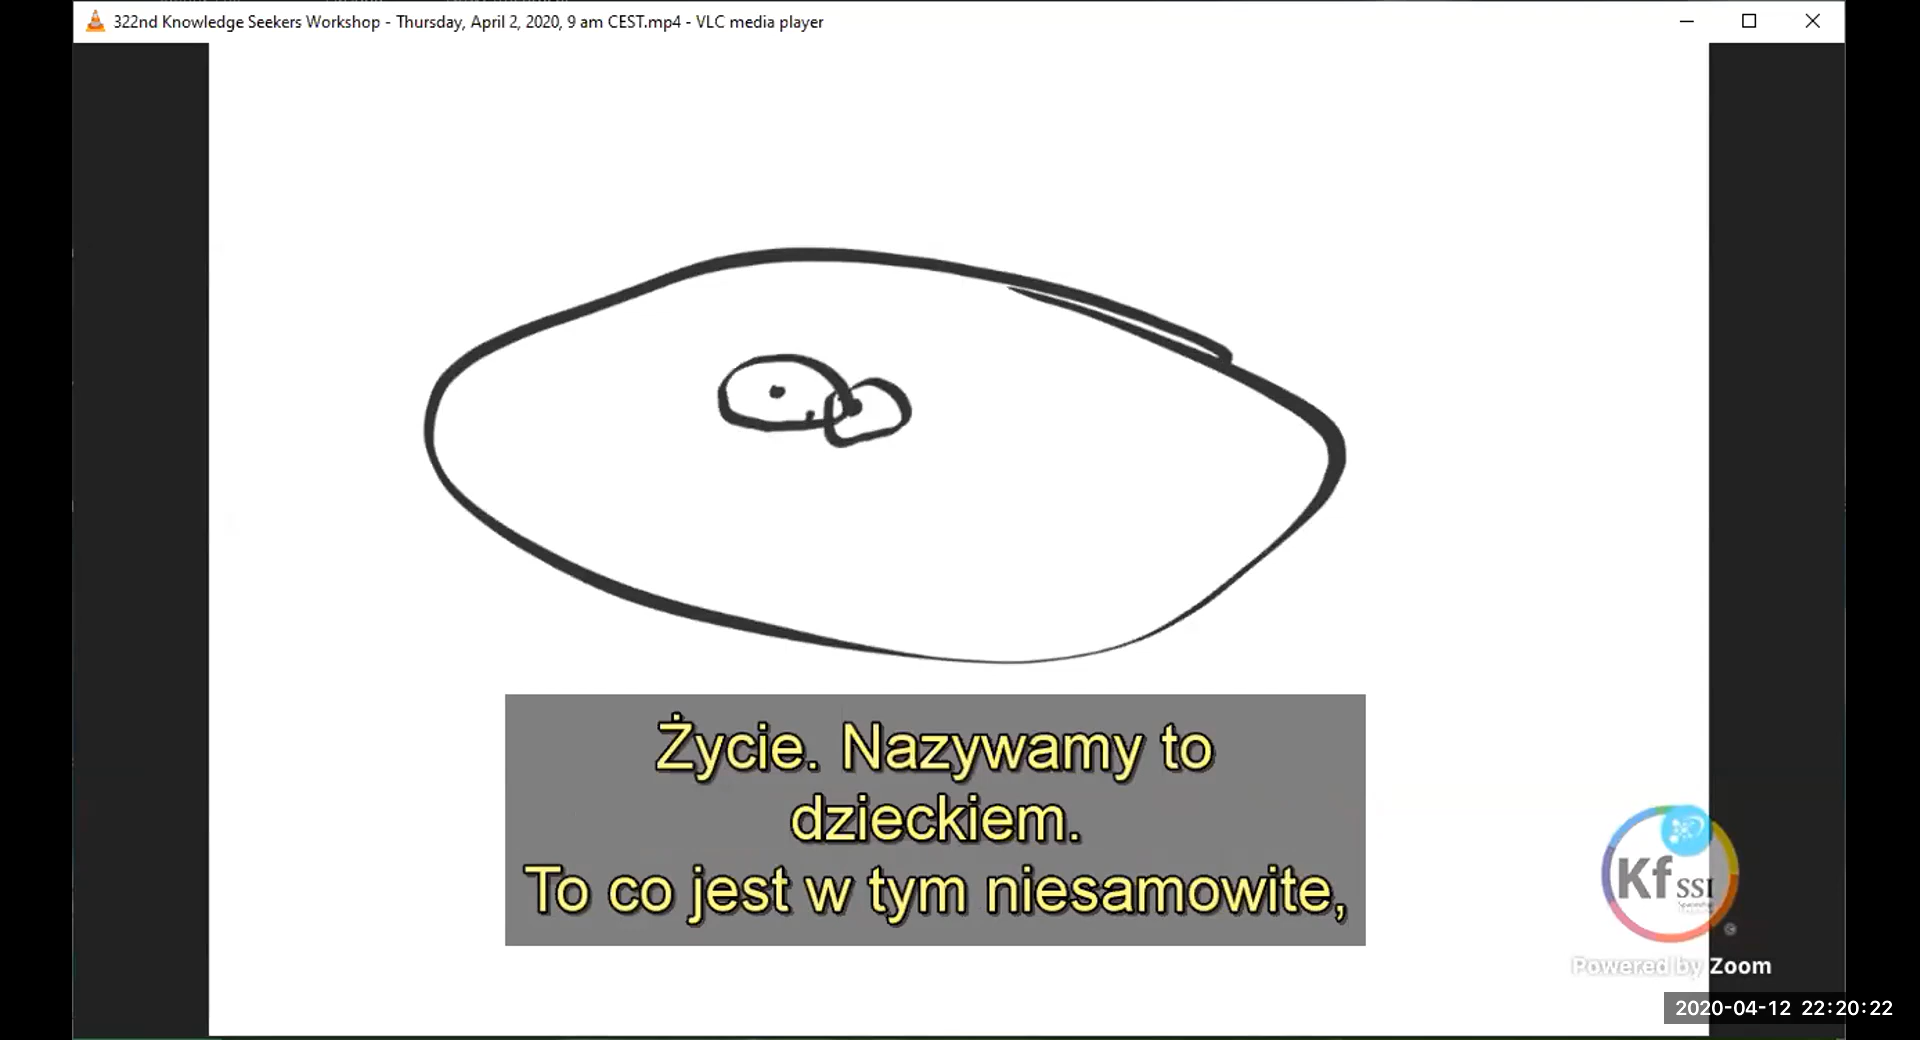 322nd Knowledge Seekers Workshop - Thursday, April 2, 2020, 9 am CEST.mp4 - VLC media player
Życie. Nazywamy to
dzieckiem.
To co jest w tym niesamowite,
Kf SSI
Powered by Zoom
2020-04-12 22:20:22